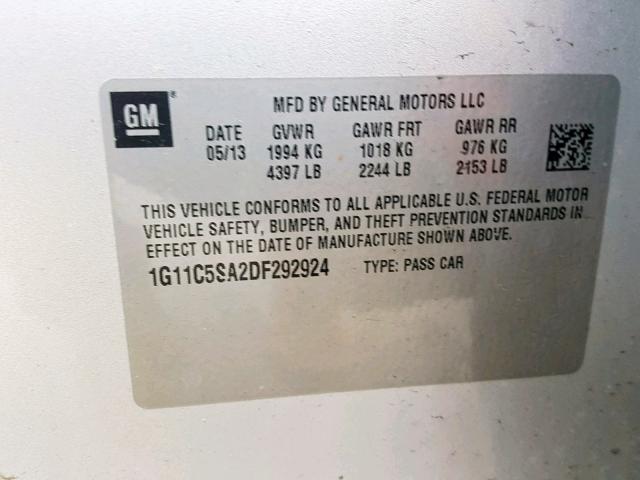 GM ®
MFD BY GENERAL MOTORS LLC
DATE GVWR GAWR FRT GAWR RR
05/13 1994 KG 1018 KG 976 KG
4397 LB 2244 LB 2153 LB
THIS VEHICLE CONFORMS TO ALL APPLICABLE U.S. FEDERAL MOTOR
VEHICLE SAFETY, BUMPER, AND THEFT PREVENTION STANDARDS IN
EFFECT ON THE DATE OF MANUFACTURE SHOWN ABOVE.
1G11C5SA2DF292924 TYPE: PASS CAR